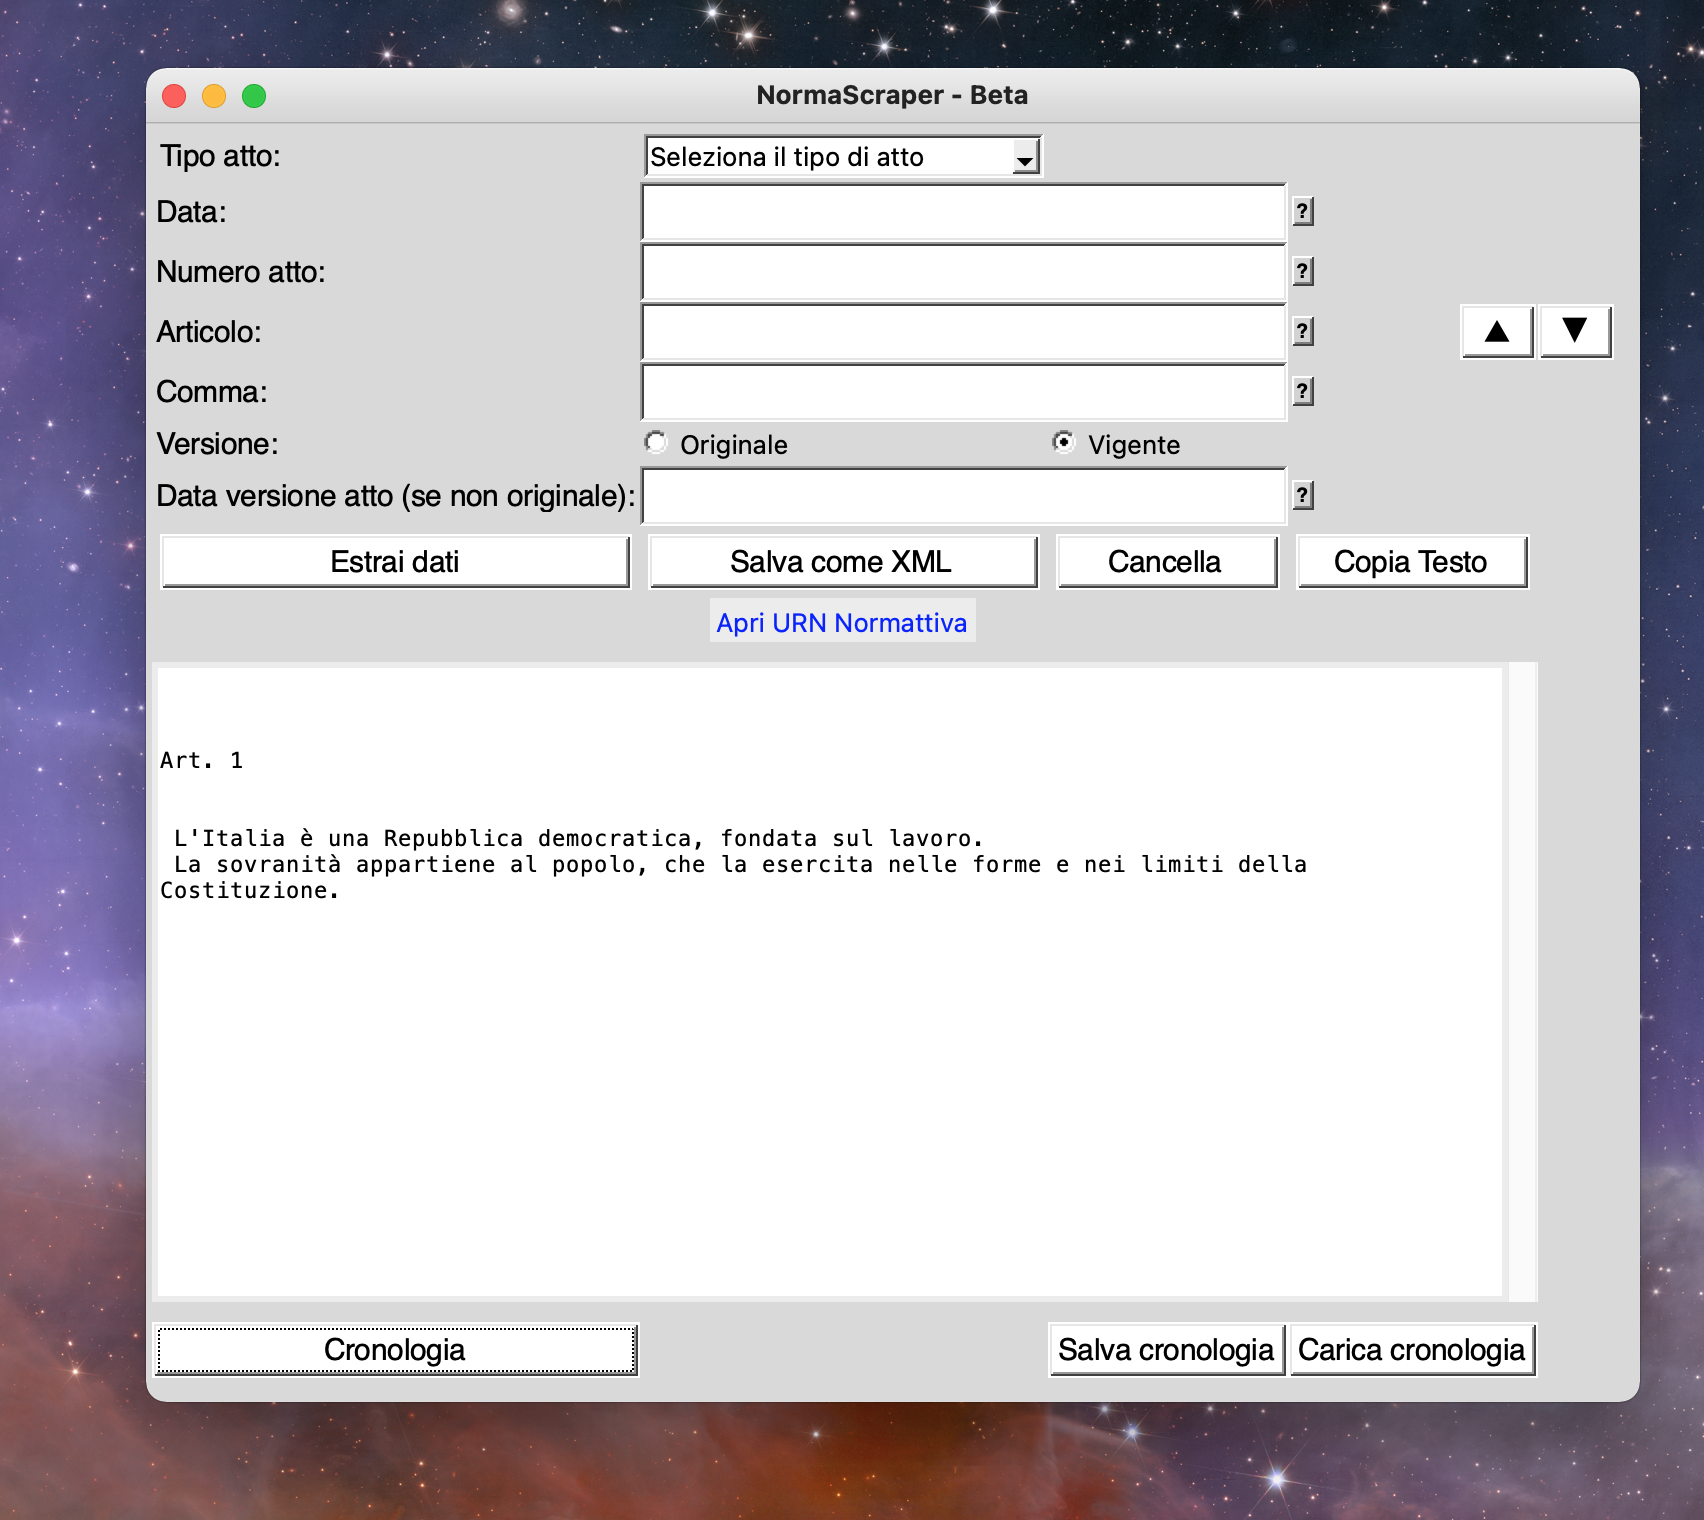 NormaScraper - Beta
Tipo atto: Seleziona il tipo di atto
Data: ?
Numero atto: ?
Articolo: ? ▲ ▼
Comma: ?
Versione: Originale Vigente
Data versione atto (se non originale): ?
Estrai dati Salva come XML Cancella Copia Testo
Apri URN Normattiva
Art. 1
L'Italia è una Repubblica democratica, fondata sul lavoro.
La sovranità appartiene al popolo, che la esercita nelle forme e nei limiti della
Costituzione.
Cronologia Salva cronologia Carica cronologia